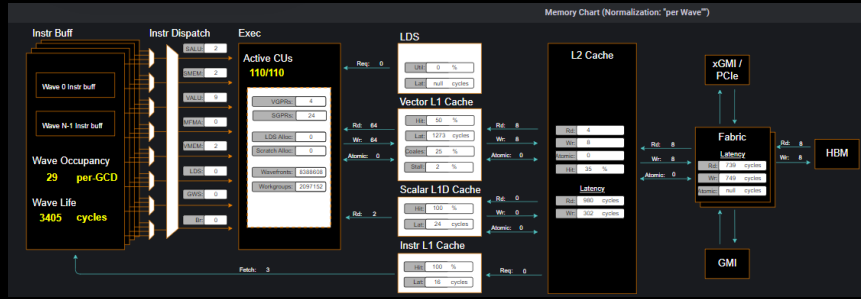 Memory Chart (Normalization: "per Wave"")
Instr Buff
Instr Dispatch
Exec
LDS
L2 Cache
xGMI / PCIe
Wave 0 Instr buff
Wave N-1 Instr buff
Wave Occupancy
29 per-GCD
Wave Life
3405 cycles
SALU: 2
SMEM: 2
VALU: 9
MFMA: 0
VMEM: 2
LDS: 0
GWS: 0
Br: 0
Active CUs
110/110
VGPRs: 4
SGPRs: 24
LDS Alloc: 0
Scratch Alloc: 0
Wavefronts: 8388608
Workgroups: 2097152
Req: 0
Util: 0 %
Lat: null cycles
Vector L1 Cache
Rd: 64
Wr: 64
Atomic: 0
Hit: 50 %
Lat: 1273 cycles
Coales: 25 %
Stall: 2 %
Rd: 8
Wr: 8
Atomic: 0
Scalar L1D Cache
Rd: 2
Hit: 100 %
Lat: 24 cycles
Rd: 0
Wr: 0
Atomic: 0
Instr L1 Cache
Fetch: 3
Hit: 100 %
Lat: 16 cycles
Req: 0
Rd: 4
Wr: 8
Atomic: 0
Hit: 35 %
Latency
Rd: 980 cycles
Wr: 302 cycles
Rd: 8
Wr: 8
Atomic: 0
Fabric
Latency
Rd: 739 cycles
Wr: 749 cycles
Atomic: null cycles
Rd: 8
Wr: 8
HBM
GMI